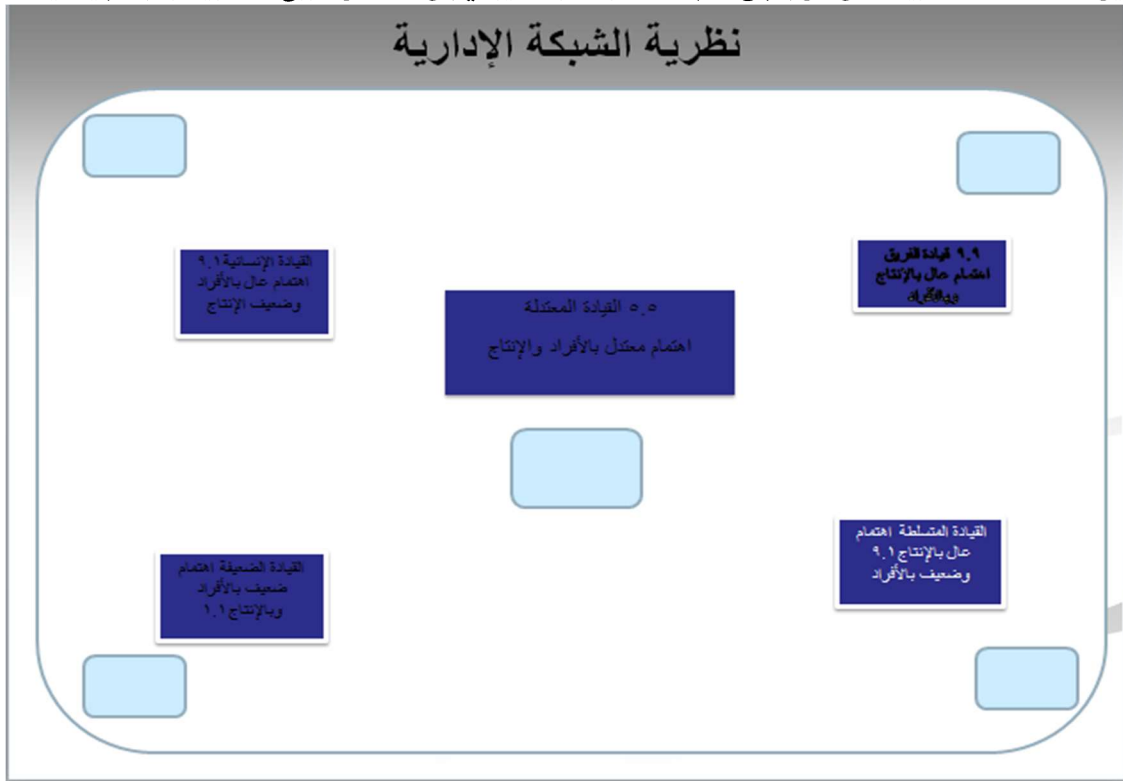 نظرية الشبكة الإدارية
٩.٩ قيادة الفريق
اهتمام عال بالإنتاج
وبالأفراد
القيادة الإنسانية ٩.١
اهتمام عال بالأفراد
وضعيف الإنتاج
٥.٥ القيادة المعتدلة
اهتمام معتدل بالأفراد والإنتاج
القيادة المتسلطة اهتمام
عال بالإنتاج ٩.١
وضعيف بالأفراد
القيادة الضعيفة اهتمام
ضعيف بالأفراد
وبالإنتاج ١.١